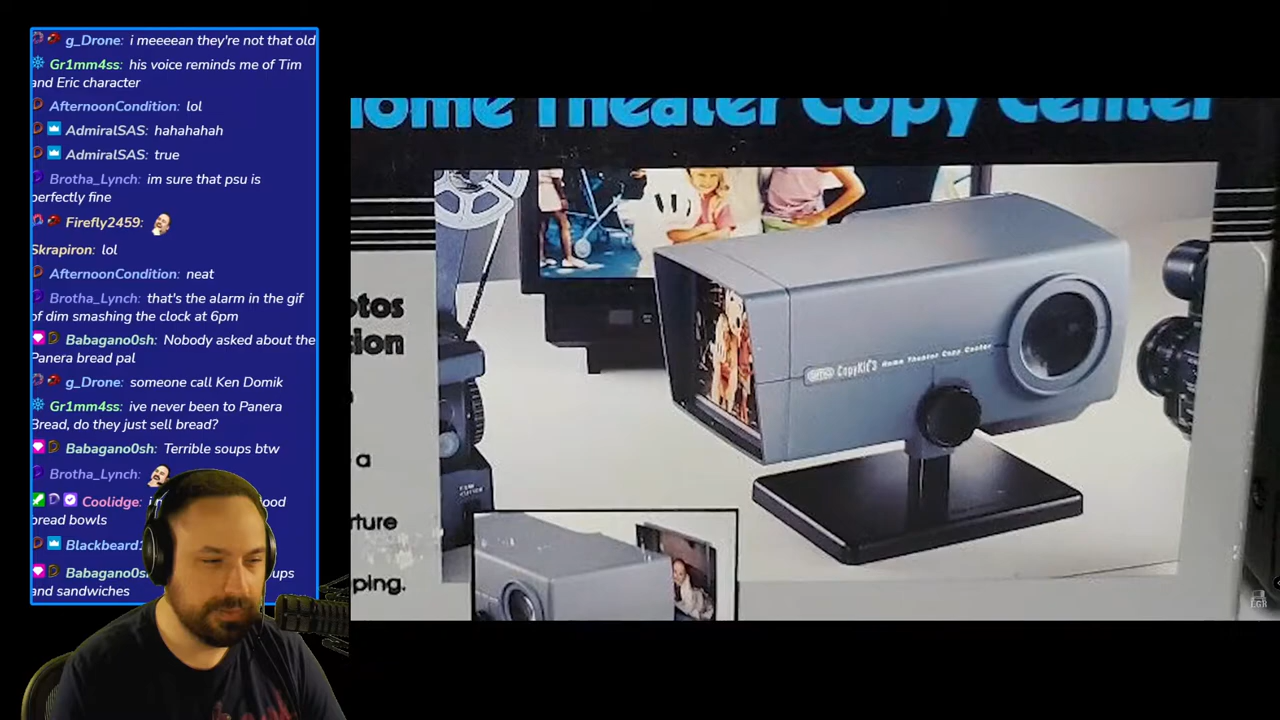 g_Drone: i meeeean they're not that old
Gr1mm4ss: his voice reminds me of Tim
and Eric character
AfternoonCondition: lol
AdmiralSAS: hahahahah
AdmiralSAS: true
Brotha_Lynch: im sure that psu is
perfectly fine
Firefly2459:
Skrapiron: lol
AfternoonCondition: neat
Brotha_Lynch: that's the alarm in the gif
of dim smashing the clock at 6pm
Babagano0sh: Nobody asked about the
Panera bread pal
g_Drone: someone call Ken Domik
Gr1mm4ss: ive never been to Panera
Bread, do they just sell bread?
Babagano0sh: Terrible soups btw
Brotha_Lynch:
Coolidge:
bread bowls
Babagano0sh
and sandwiches
Home Theater Copy Center
CopyKit's Home Theater Copy Center
a
ping.
LGR